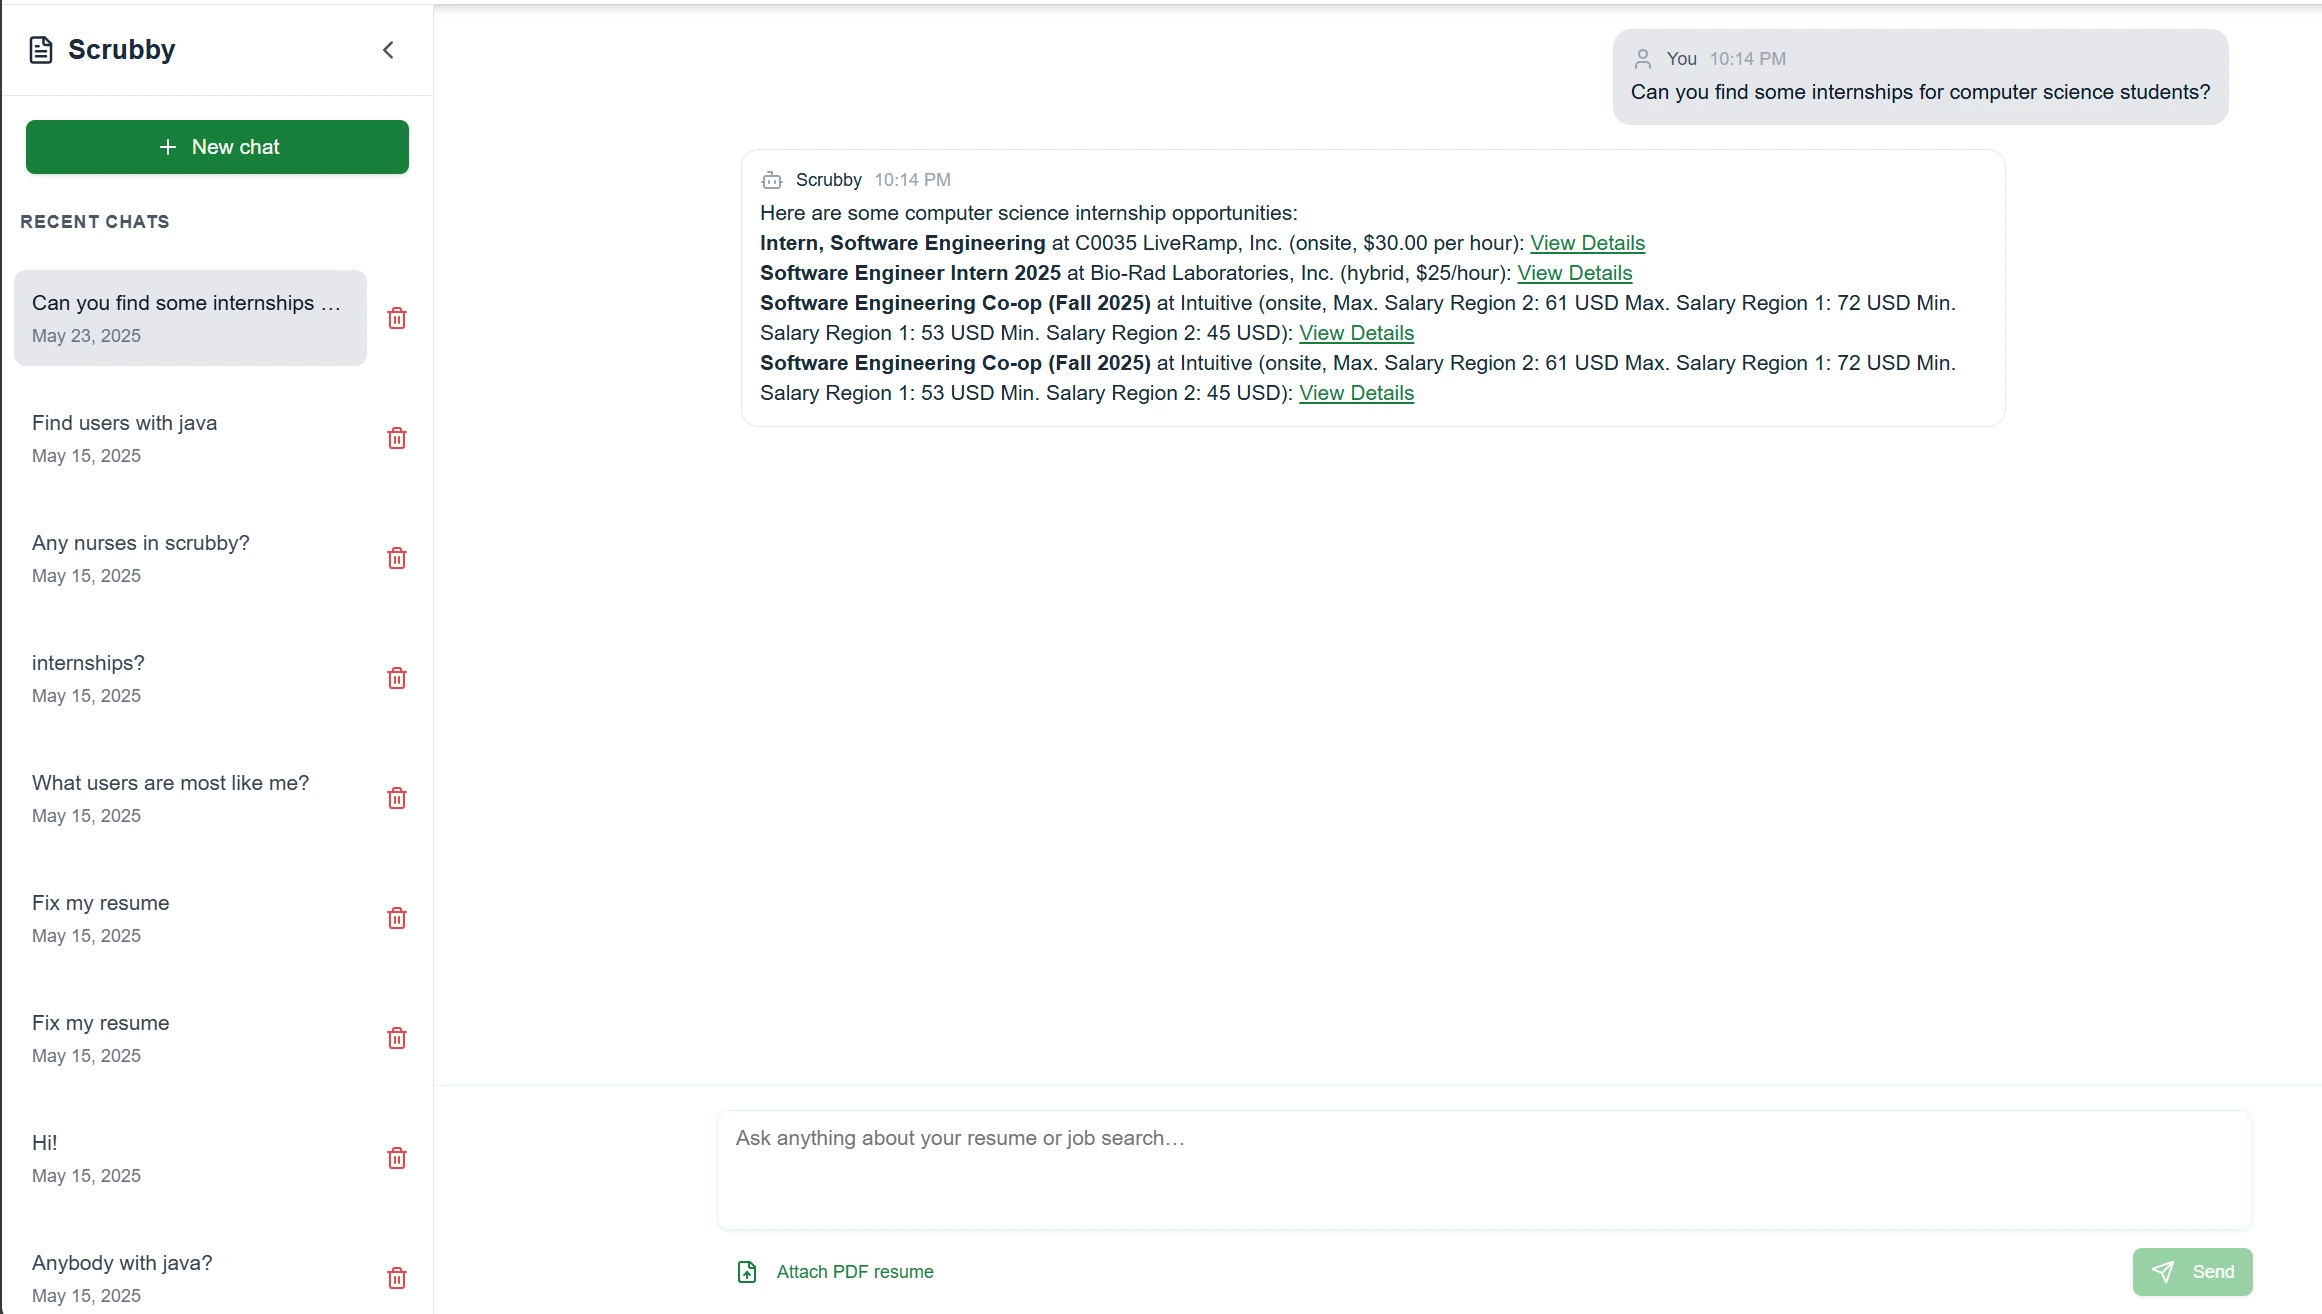 Scrubby
New chat
RECENT CHATS
Can you find some internships …
May 23, 2025
Find users with java
May 15, 2025
Any nurses in scrubby?
May 15, 2025
internships?
May 15, 2025
What users are most like me?
May 15, 2025
Fix my resume
May 15, 2025
Fix my resume
May 15, 2025
Hi!
May 15, 2025
Anybody with java?
May 15, 2025
You 10:14 PM
Can you find some internships for computer science students?
Scrubby 10:14 PM
Here are some computer science internship opportunities:
Intern, Software Engineering at C0035 LiveRamp, Inc. (onsite, $30.00 per hour): View Details
Software Engineer Intern 2025 at Bio-Rad Laboratories, Inc. (hybrid, $25/hour): View Details
Software Engineering Co-op (Fall 2025) at Intuitive (onsite, Max. Salary Region 2: 61 USD Max. Salary Region 1: 72 USD Min.
Salary Region 1: 53 USD Min. Salary Region 2: 45 USD): View Details
Software Engineering Co-op (Fall 2025) at Intuitive (onsite, Max. Salary Region 2: 61 USD Max. Salary Region 1: 72 USD Min.
Salary Region 1: 53 USD Min. Salary Region 2: 45 USD): View Details
Ask anything about your resume or job search…
Attach PDF resume
Send